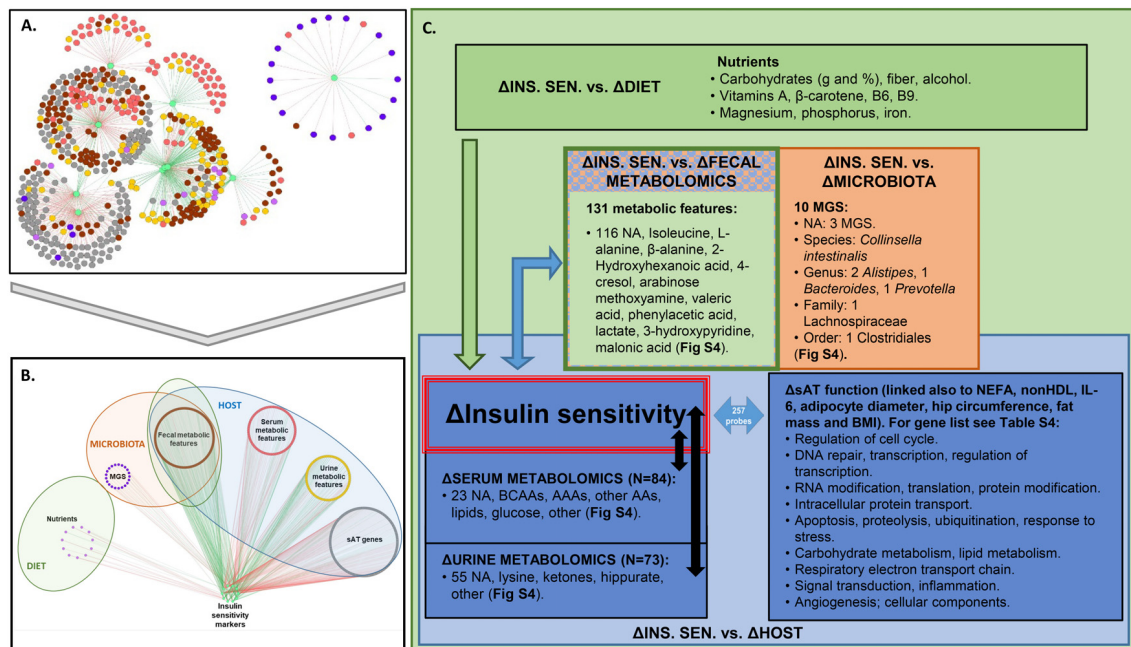 A.
B.
HOST
MICROBIOTA
Fecal metabolic
features
Serum
metabolic
features
Urine
metabolic
features
MGS
Nutrients
sAT genes
DIET
Insulin
sensitivity
markers
C.
ΔINS. SEN. vs. ΔDIET
Nutrients
• Carbohydrates (g and %), fiber, alcohol.
• Vitamins A, β-carotene, B6, B9.
• Magnesium, phosphorus, iron.
ΔINS. SEN. vs. ΔFECAL
METABOLOMICS
131 metabolic features:
• 116 NA, Isoleucine, L-
alanine, β-alanine, 2-
Hydroxyhexanoic acid, 4-
cresol, arabinose
methoxyamine, valeric
acid, phenylacetic acid,
lactate, 3-hydroxypyridine,
malonic acid (Fig S4).
ΔINS. SEN. vs.
ΔMICROBIOTA
10 MGS:
• NA: 3 MGS.
• Species: Collinsella
intestinalis
• Genus: 2 Alistipes, 1
Bacteroides, 1 Prevotella
• Family: 1
Lachnospiraceae
• Order: 1 Clostridiales
(Fig S4).
ΔInsulin sensitivity
257
probes
ΔSERUM METABOLOMICS (N=84):
• 23 NA, BCAAs, AAAs, other AAs,
lipids, glucose, other (Fig S4).
ΔURINE METABOLOMICS (N=73):
• 55 NA, lysine, ketones, hippurate,
other (Fig S4).
ΔsAT function (linked also to NEFA, nonHDL, IL-
6, adipocyte diameter, hip circumference, fat
mass and BMI). For gene list see Table S4:
• Regulation of cell cycle.
• DNA repair, transcription, regulation of
transcription.
• RNA modification, translation, protein modification.
• Intracellular protein transport.
• Apoptosis, proteolysis, ubiquitination, response to
stress.
• Carbohydrate metabolism, lipid metabolism.
• Respiratory electron transport chain.
• Signal transduction, inflammation.
• Angiogenesis; cellular components.
ΔINS. SEN. vs. ΔHOST